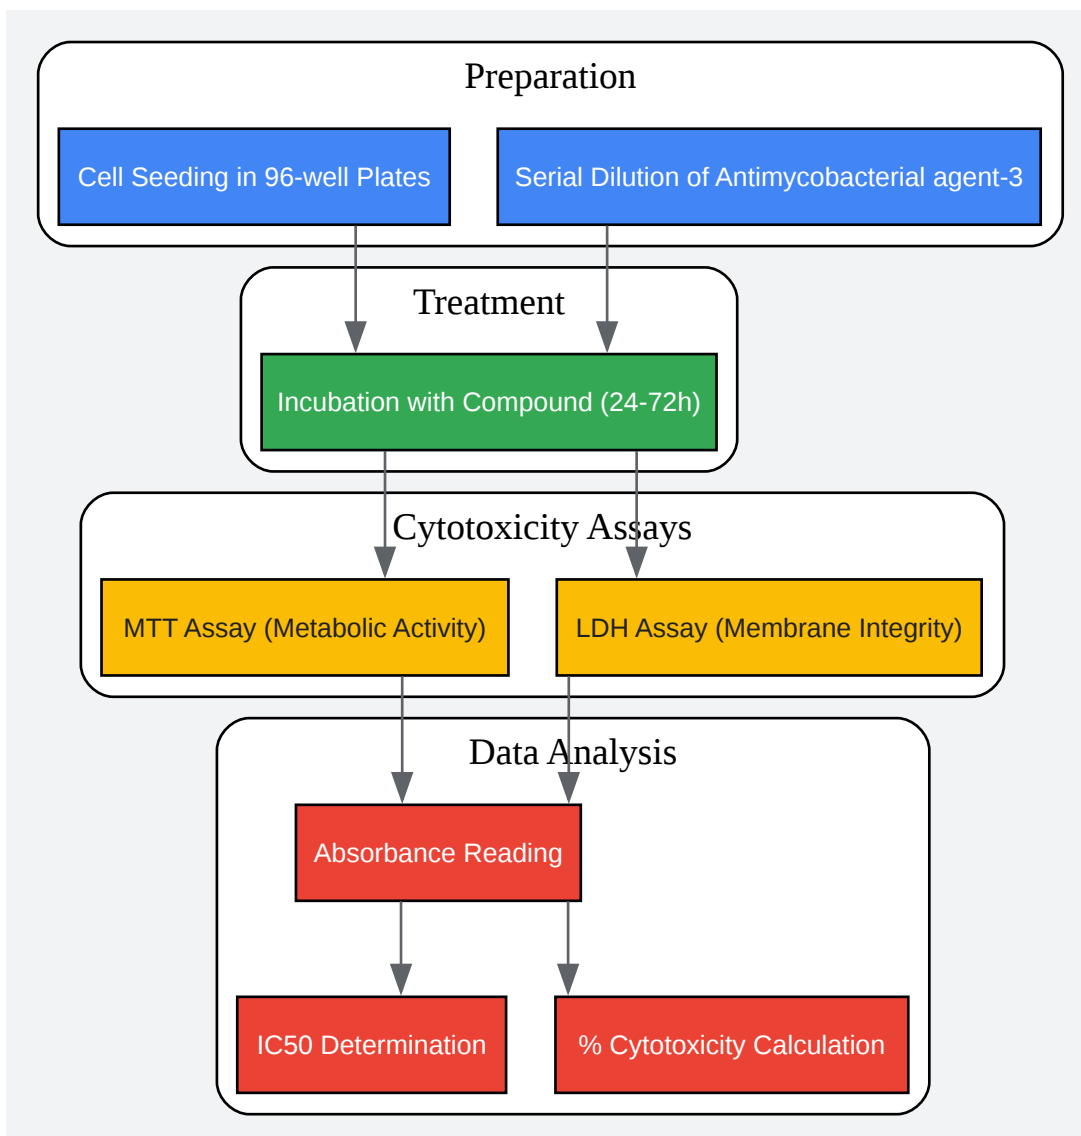 Preparation
Cell Seeding in 96-well Plates
Serial Dilution of Antimycobacterial agent-3
Treatment
Incubation with Compound (24-72h)
Cytotoxicity Assays
MTT Assay (Metabolic Activity)
LDH Assay (Membrane Integrity)
Data Analysis
Absorbance Reading
IC50 Determination
% Cytotoxicity Calculation